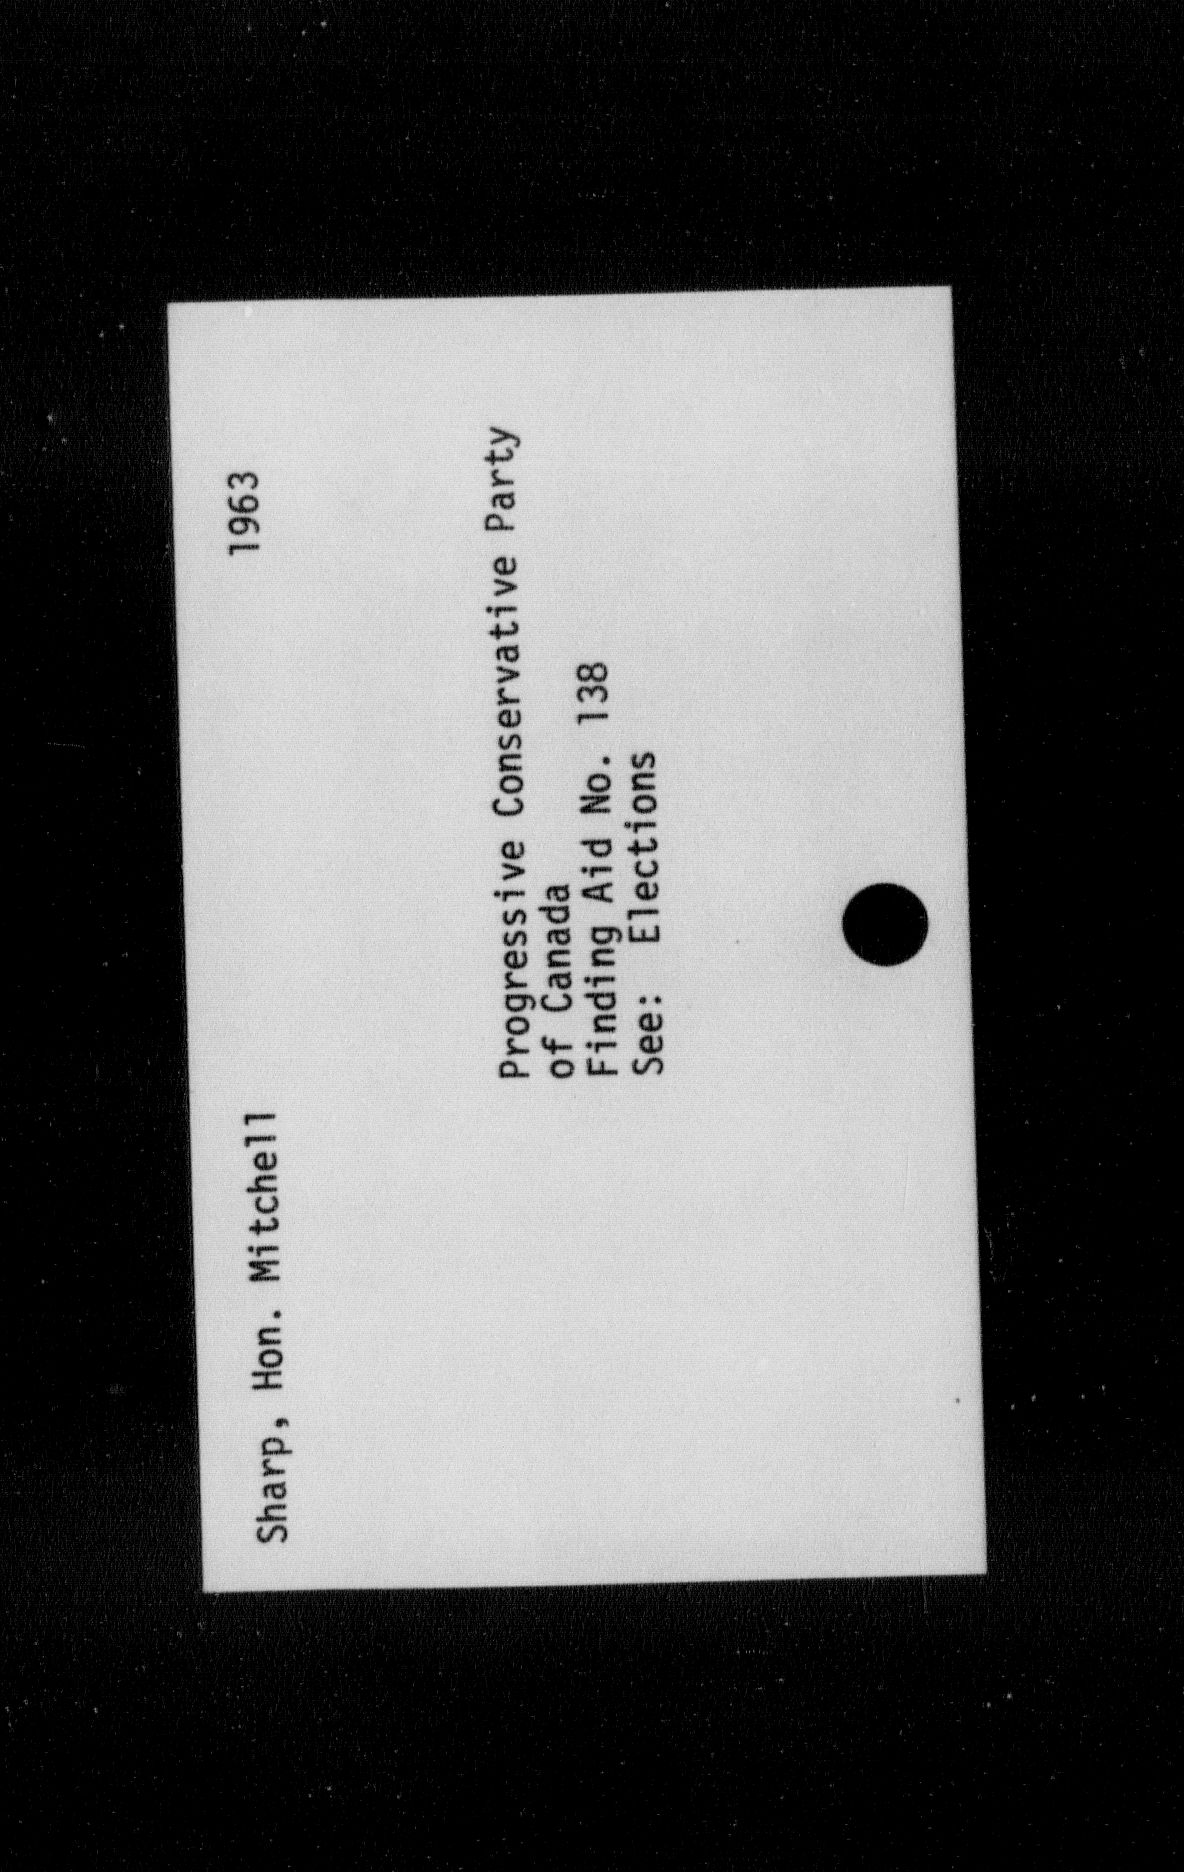 Sharp, Hon. Mitchell 1963
Progressive Conservative Party
of Canada
Finding Aid No. 138
See: Elections